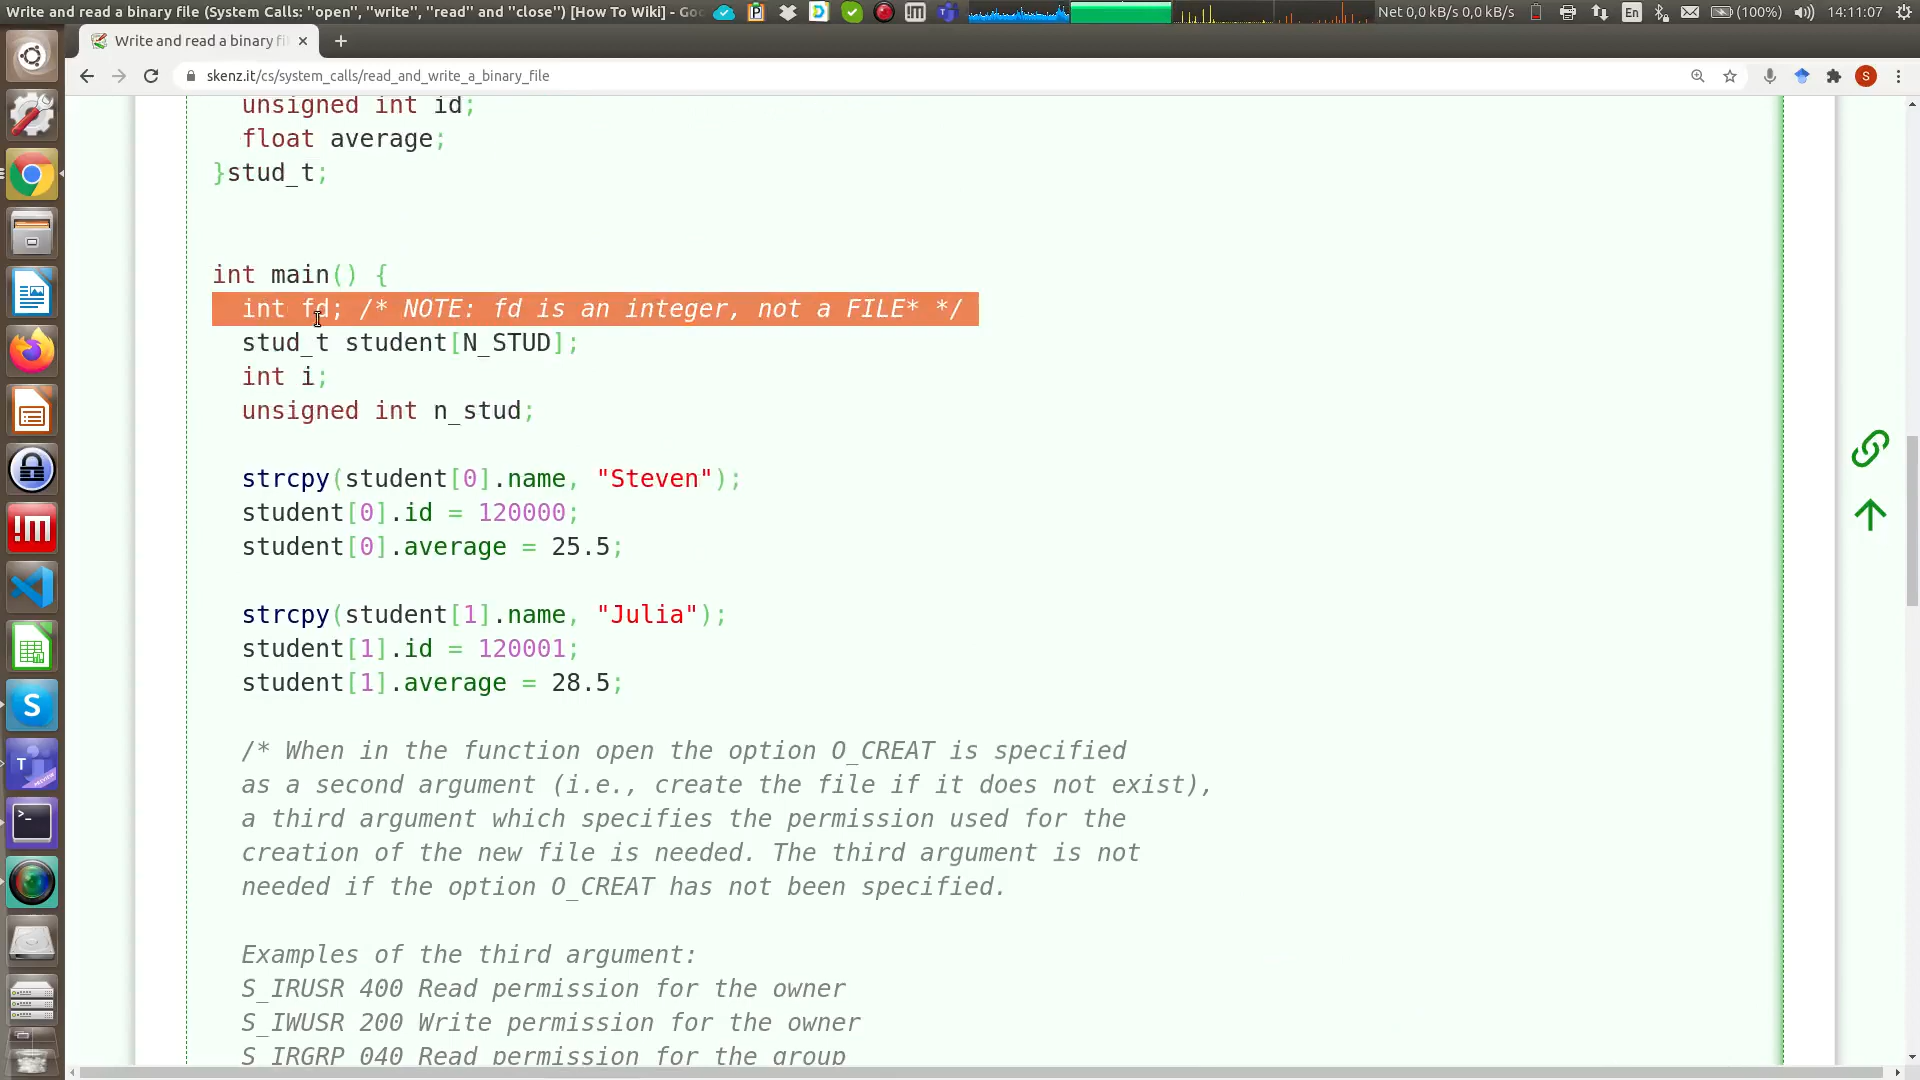 Write and read a binary file (System Calls: "open", "write", "read" and "close") [How To Wiki] - Go
Net 0,0 kB/s 0,0 kB/s
En
(100%)
14:11:07
Write and read a binary fi
skenz.it/cs/system_calls/read_and_write_a_binary_file
S
unsigned int id;
float average;
}stud_t;
int main() {
int fd; /* NOTE: fd is an integer, not a FILE* */
stud_t student[N_STUD];
int i;
unsigned int n_stud;
strcpy(student[0].name, "Steven");
student[0].id = 120000;
student[0].average = 25.5;
strcpy(student[1].name, "Julia");
student[1].id = 120001;
student[1].average = 28.5;
/* When in the function open the option O_CREAT is specified
as a second argument (i.e., create the file if it does not exist),
a third argument which specifies the permission used for the
creation of the new file is needed. The third argument is not
needed if the option O_CREAT has not been specified.
Examples of the third argument:
S_IRUSR 400 Read permission for the owner
S_IWUSR 200 Write permission for the owner
S_IRGRP 040 Read permission for the group